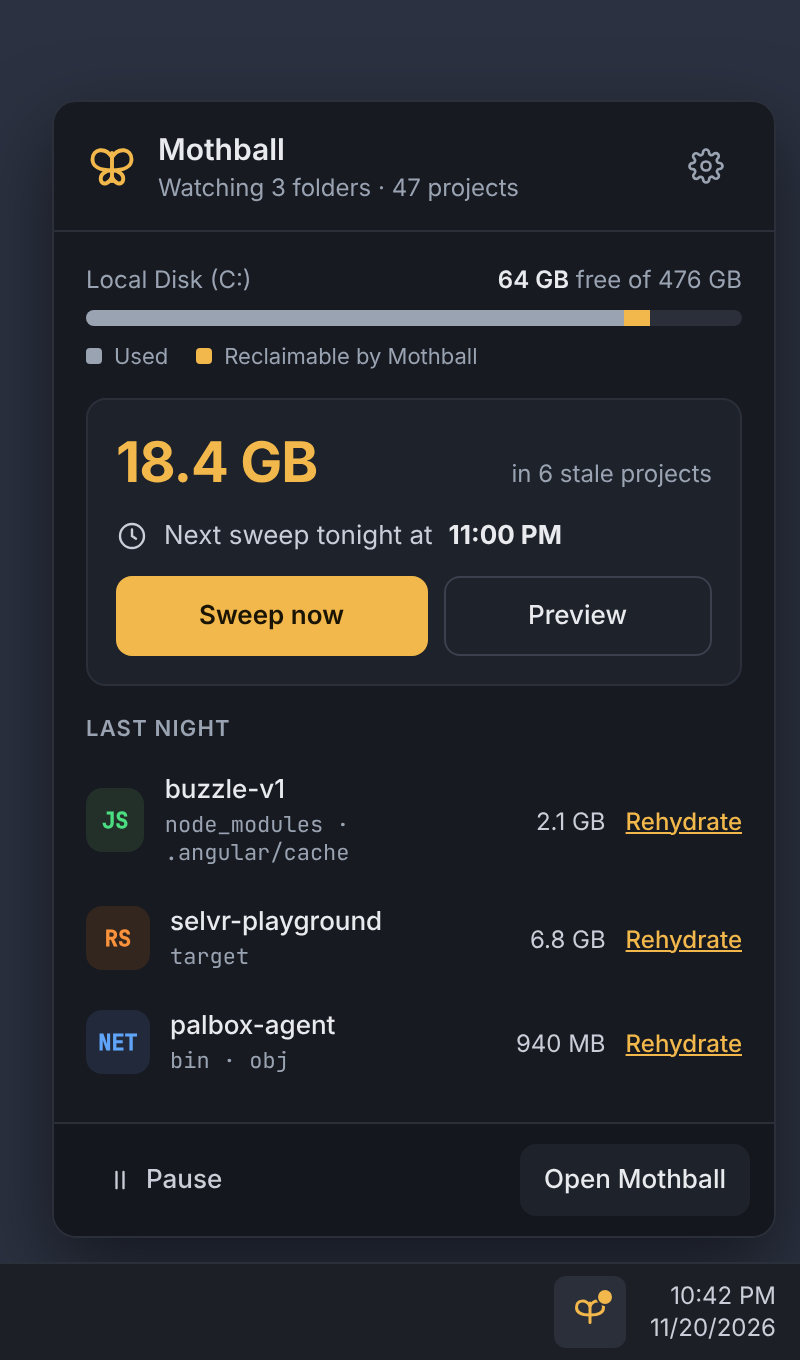 Mothball
Watching 3 folders · 47 projects
Local Disk (C:)
64 GB free of 476 GB
Used
Reclaimable by Mothball
18.4 GB
in 6 stale projects
Next sweep tonight at 11:00 PM
Sweep now
Preview
LAST NIGHT
JS
buzzle-v1
node_modules ·
.angular/cache
2.1 GB
Rehydrate
RS
selvr-playground
target
6.8 GB
Rehydrate
NET
palbox-agent
bin · obj
940 MB
Rehydrate
Pause
Open Mothball
10:42 PM
11/20/2026